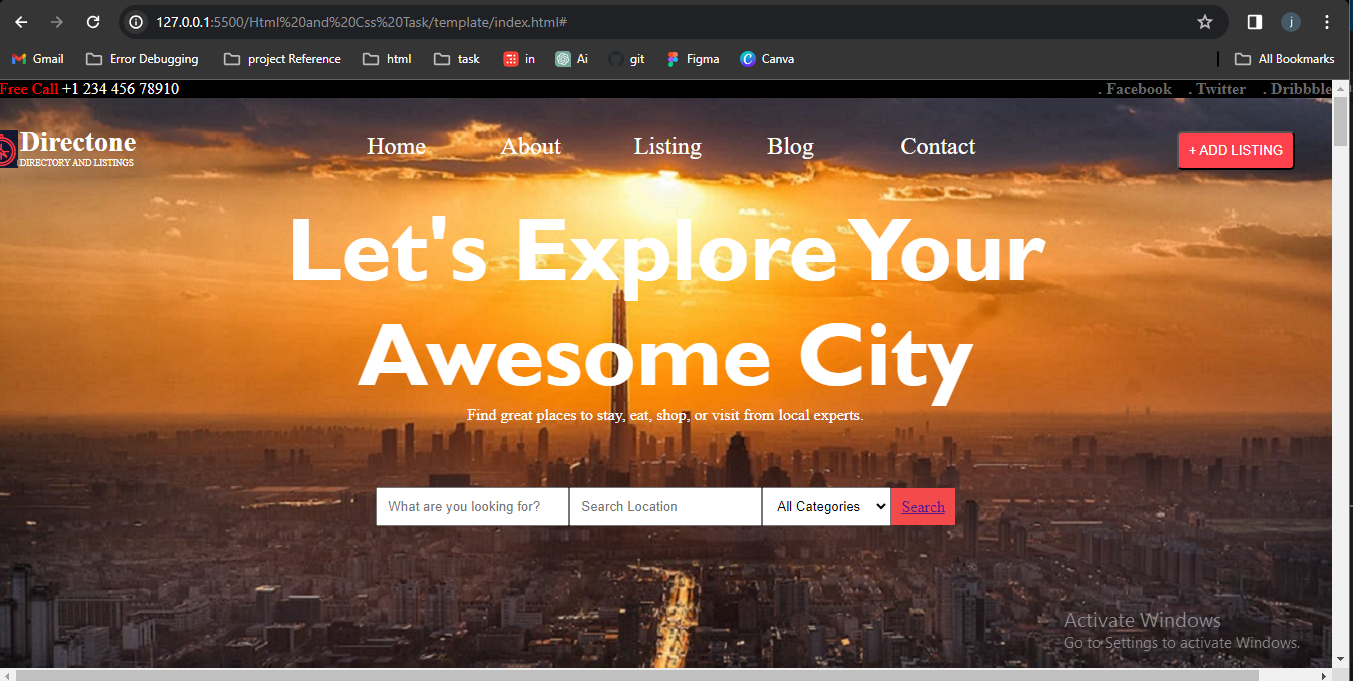 127.0.0.1:5500/Html%20and%20Css%20Task/template/index.html#
j
Gmail Error Debugging project Reference html task in Ai git Figma Canva All Bookmarks
Free Call +1 234 456 78910 . Facebook . Twitter . Dribbble
Directone
DIRECTORY AND LISTINGS
Home About Listing Blog Contact + ADD LISTING
Let's Explore Your
Awesome City
Find great places to stay, eat, shop, or visit from local experts.
What are you looking for? Search Location All Categories Search
Activate Windows
Go to Settings to activate Windows.